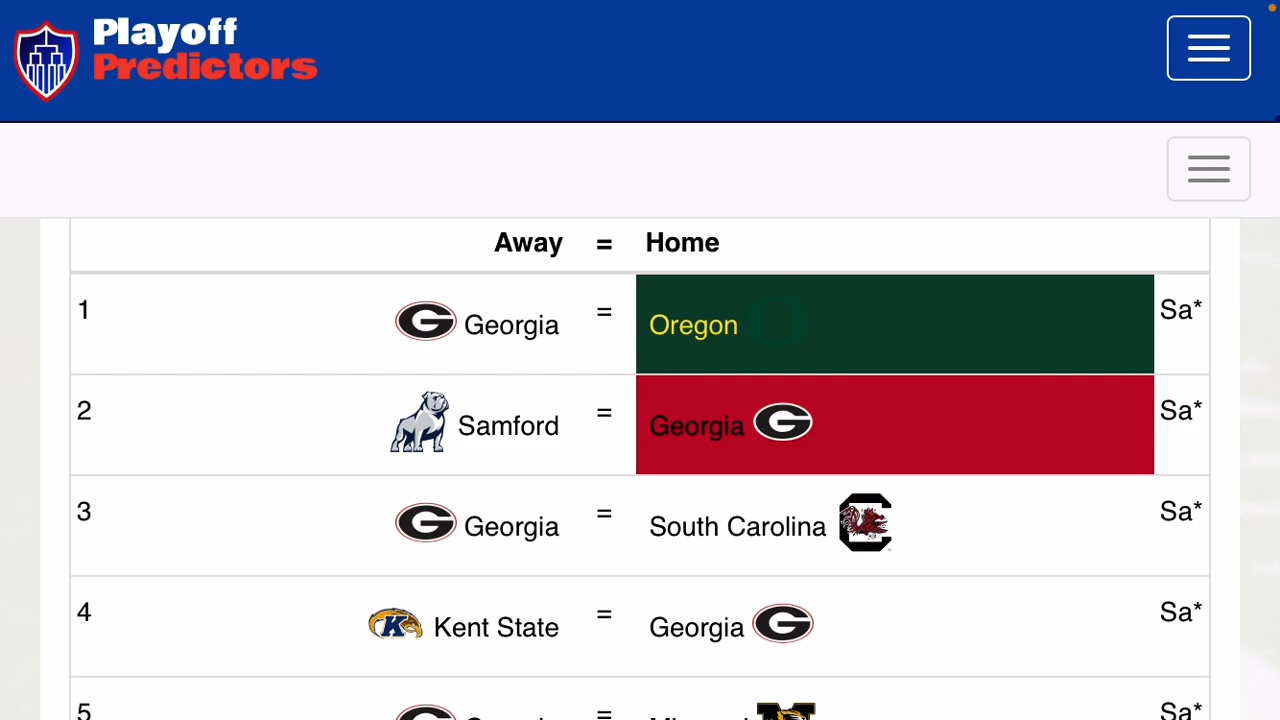 Playoff
Predictors
Away = Home
1 Georgia = Oregon Sa*
2 Samford = Georgia Sa*
3 Georgia = South Carolina Sa*
4 Kent State = Georgia Sa*
5 Georgia = Sa*